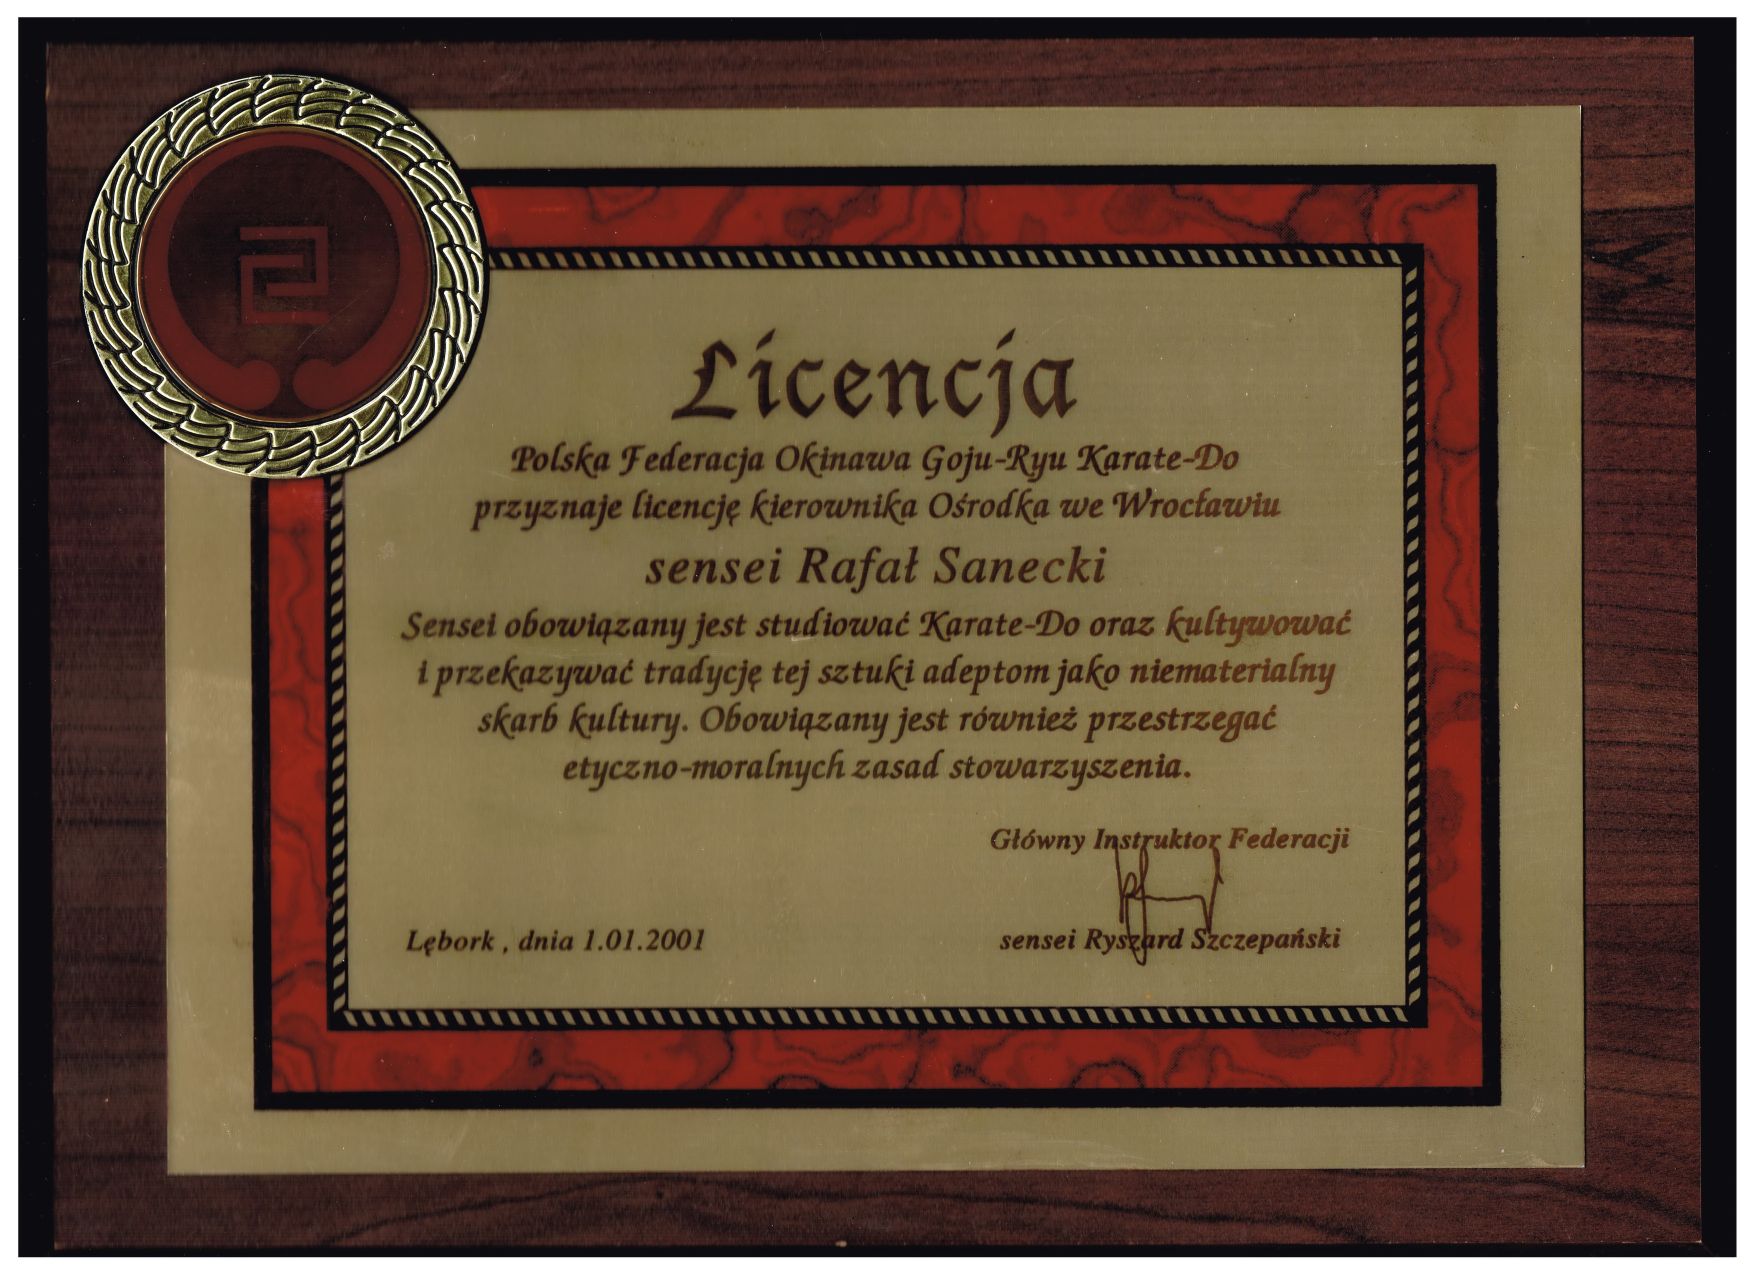 Licencja
Polska Federacja Okinawa Goju-Ryu Karate-Do
przyznaje licencję kierownika Ośrodka we Wrocławiu
sensei Rafał Sanecki
Sensei obowiązany jest studiować Karate-Do oraz kultywować
i przekazywać tradycję tej sztuki adeptom jako niematerialny
skarb kultury. Obowiązany jest również przestrzegać
etyczno-moralnych zasad stowarzyszenia.
Główny Instruktor Federacji
Lębork , dnia 1.01.2001
sensei Ryszard Szczepański